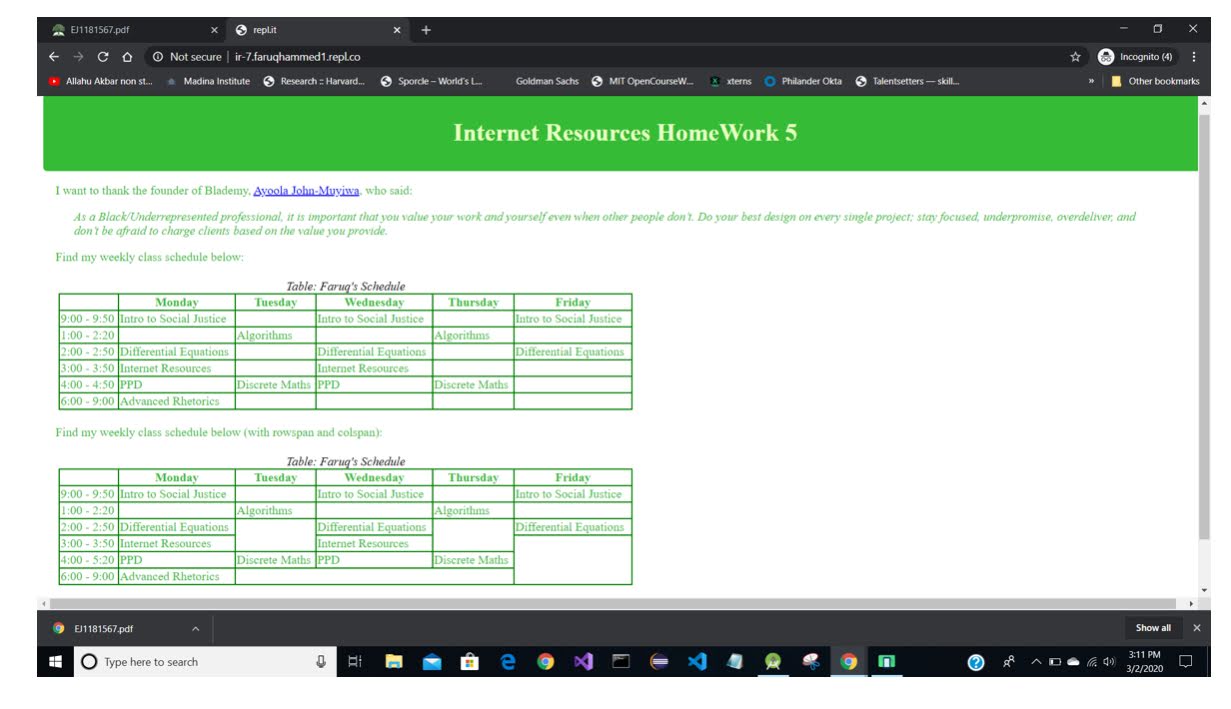 EJ1181567.pdf
repl.it
Not secure | ir-7.faruqhammed1.repl.co
Incognito (4)
Allahu Akbar non st... Madina Institute Research :: Harvard... Sporcle – World's L... Goldman Sachs MIT OpenCourseW... xterns Philander Okta Talentsetters — skill... » Other bookmarks
Internet Resources HomeWork 5
I want to thank the founder of Blademy, Ayoola John-Muyiwa, who said:
As a Black/Underrepresented professional, it is important that you value your work and yourself even when other people don't. Do your best design on every single project; stay focused, underpromise, overdeliver, and
don't be afraid to charge clients based on the value you provide.
Find my weekly class schedule below:
Table: Faruq's Schedule
Monday Tuesday Wednesday Thursday Friday
9:00 - 9:50 Intro to Social Justice Intro to Social Justice Intro to Social Justice
1:00 - 2:20 Algorithms Algorithms
2:00 - 2:50 Differential Equations Differential Equations Differential Equations
3:00 - 3:50 Internet Resources Internet Resources
4:00 - 4:50 PPD Discrete Maths PPD Discrete Maths
6:00 - 9:00 Advanced Rhetorics
Find my weekly class schedule below (with rowspan and colspan):
Table: Faruq's Schedule
Monday Tuesday Wednesday Thursday Friday
9:00 - 9:50 Intro to Social Justice Intro to Social Justice Intro to Social Justice
1:00 - 2:20 Algorithms Algorithms
2:00 - 2:50 Differential Equations Differential Equations Differential Equations
3:00 - 3:50 Internet Resources Internet Resources
4:00 - 5:20 PPD Discrete Maths PPD Discrete Maths
6:00 - 9:00 Advanced Rhetorics
EJ1181567.pdf
Show all
Type here to search
3:11 PM
3/2/2020